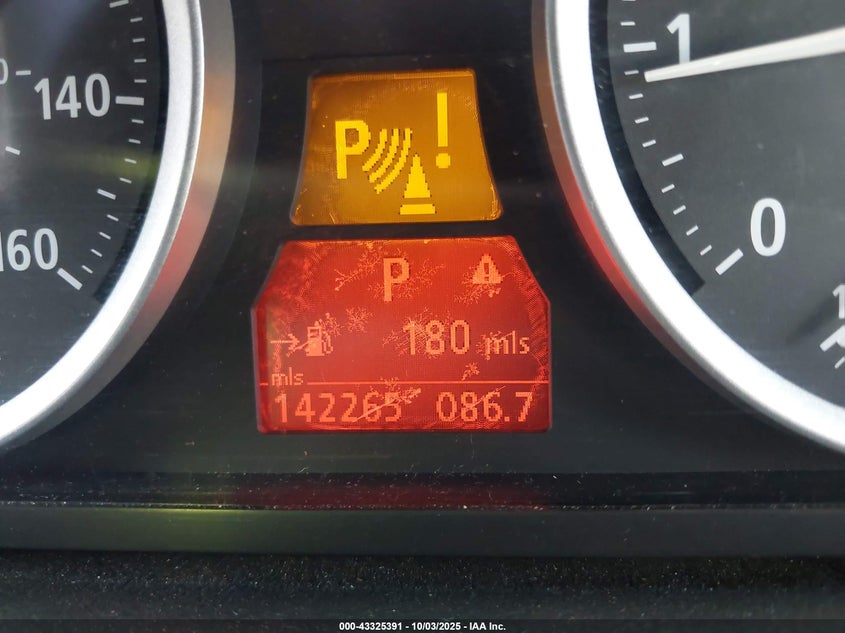 140
160
1
0
P !
P
180 mls
mls
142265 086.7
000-43325391 - 10/03/2025 - IAA Inc.